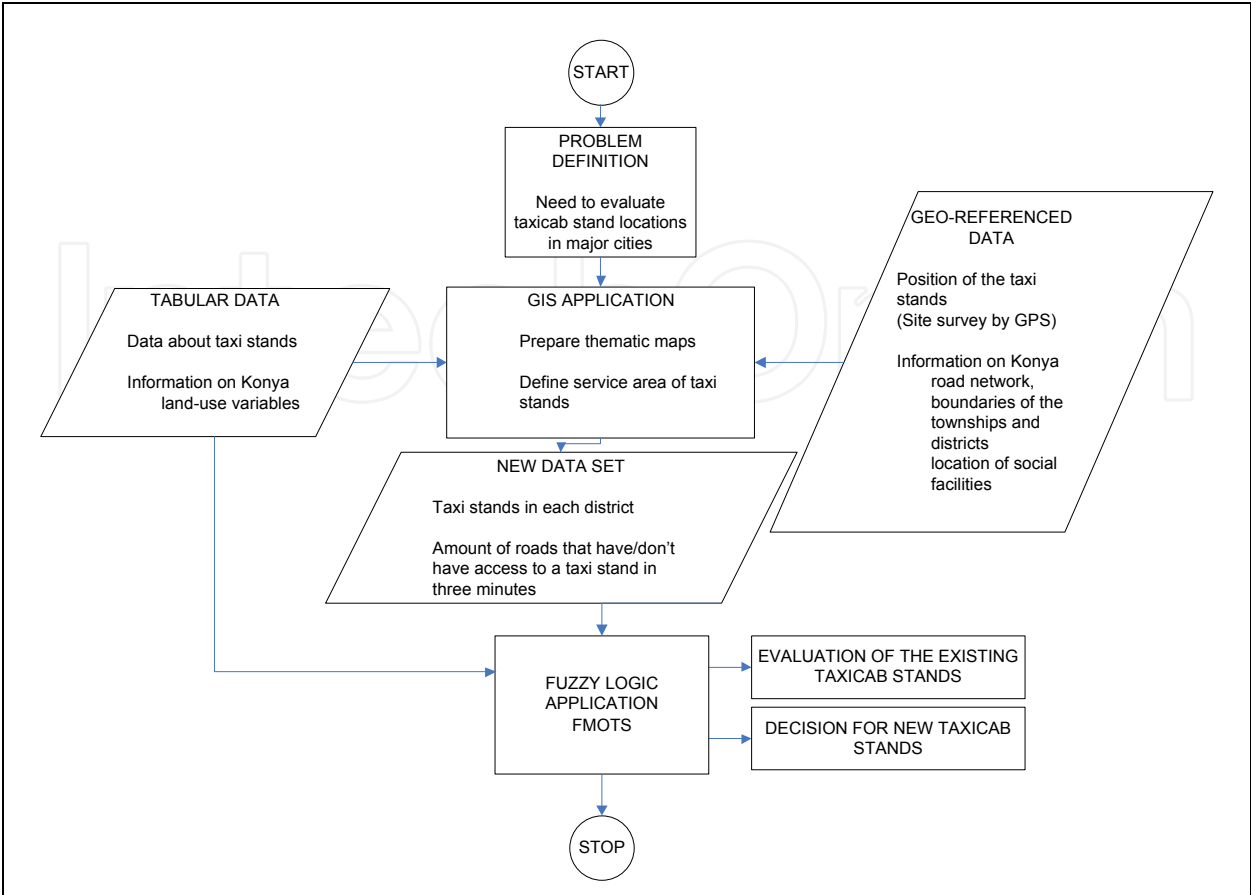 START
PROBLEM
DEFINITION
Need to evaluate
taxicab stand locations
in major cities
GEO-REFERENCED
DATA
Position of the taxi
stands
(Site survey by GPS)
Information on Konya
road network,
boundaries of the
townships and
districts
location of social
facilities
TABULAR DATA
Data about taxi stands
Information on Konya
land-use variables
GIS APPLICATION
Prepare thematic maps
Define service area of taxi
stands
NEW DATA SET
Taxi stands in each district
Amount of roads that have/don't
have access to a taxi stand in
three minutes
FUZZY LOGIC
APPLICATION
FMOTS
EVALUATION OF THE EXISTING
TAXICAB STANDS
DECISION FOR NEW TAXICAB
STANDS
STOP